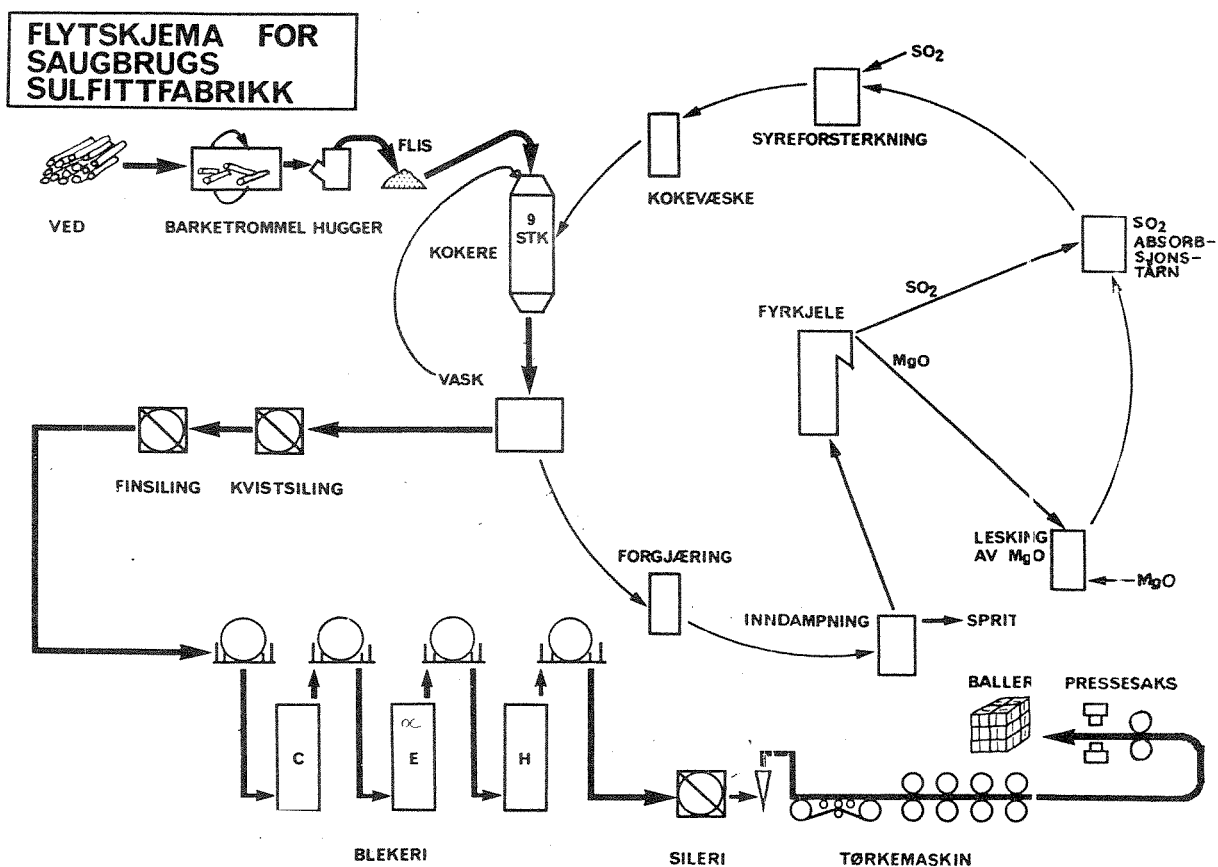 FLYTSKJEMA FOR
SAUGBRUGS
SULFITTFABRIKK
SO2
SYREFORSTERKNING
FLIS
KOKEVÆSKE
VED
BARKETROMMEL
HUGGER
9
STK
KOKERE
SO2
ABSORB-
SJONS-
TÅRN
SO2
FYRKJELE
MgO
VASK
FINSILING
KVISTSILING
LESKING
AV MgO
MgO
FORGJÆRING
INNDAMPNING
SPRIT
BALLER
PRESSESAKS
C
E
H
BLEKERI
SILERI
TØRKEMASKIN